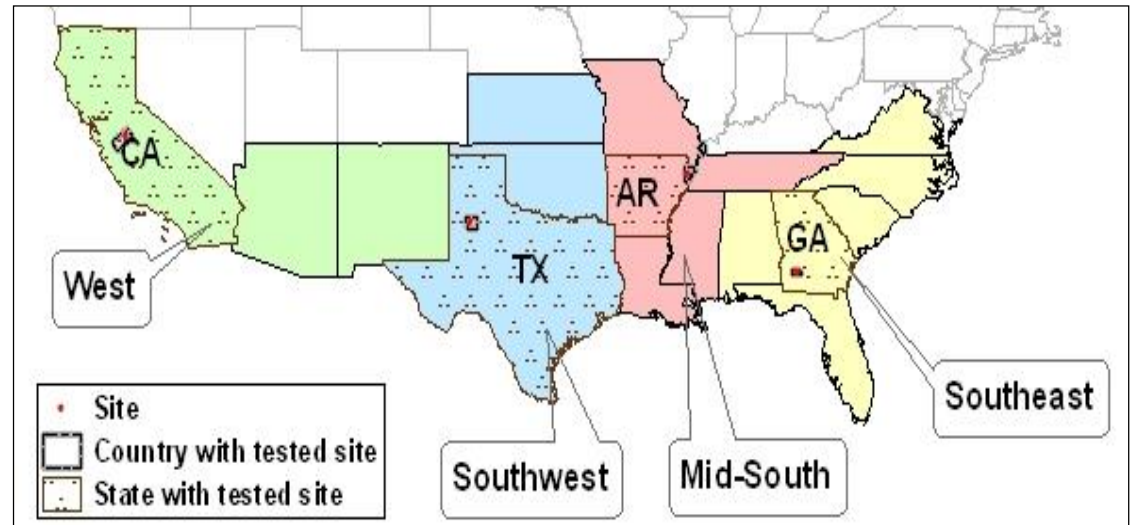 CA
AR
GA
TX
West
Southeast
Southwest
Mid-South
Site
Country with tested site
State with tested site